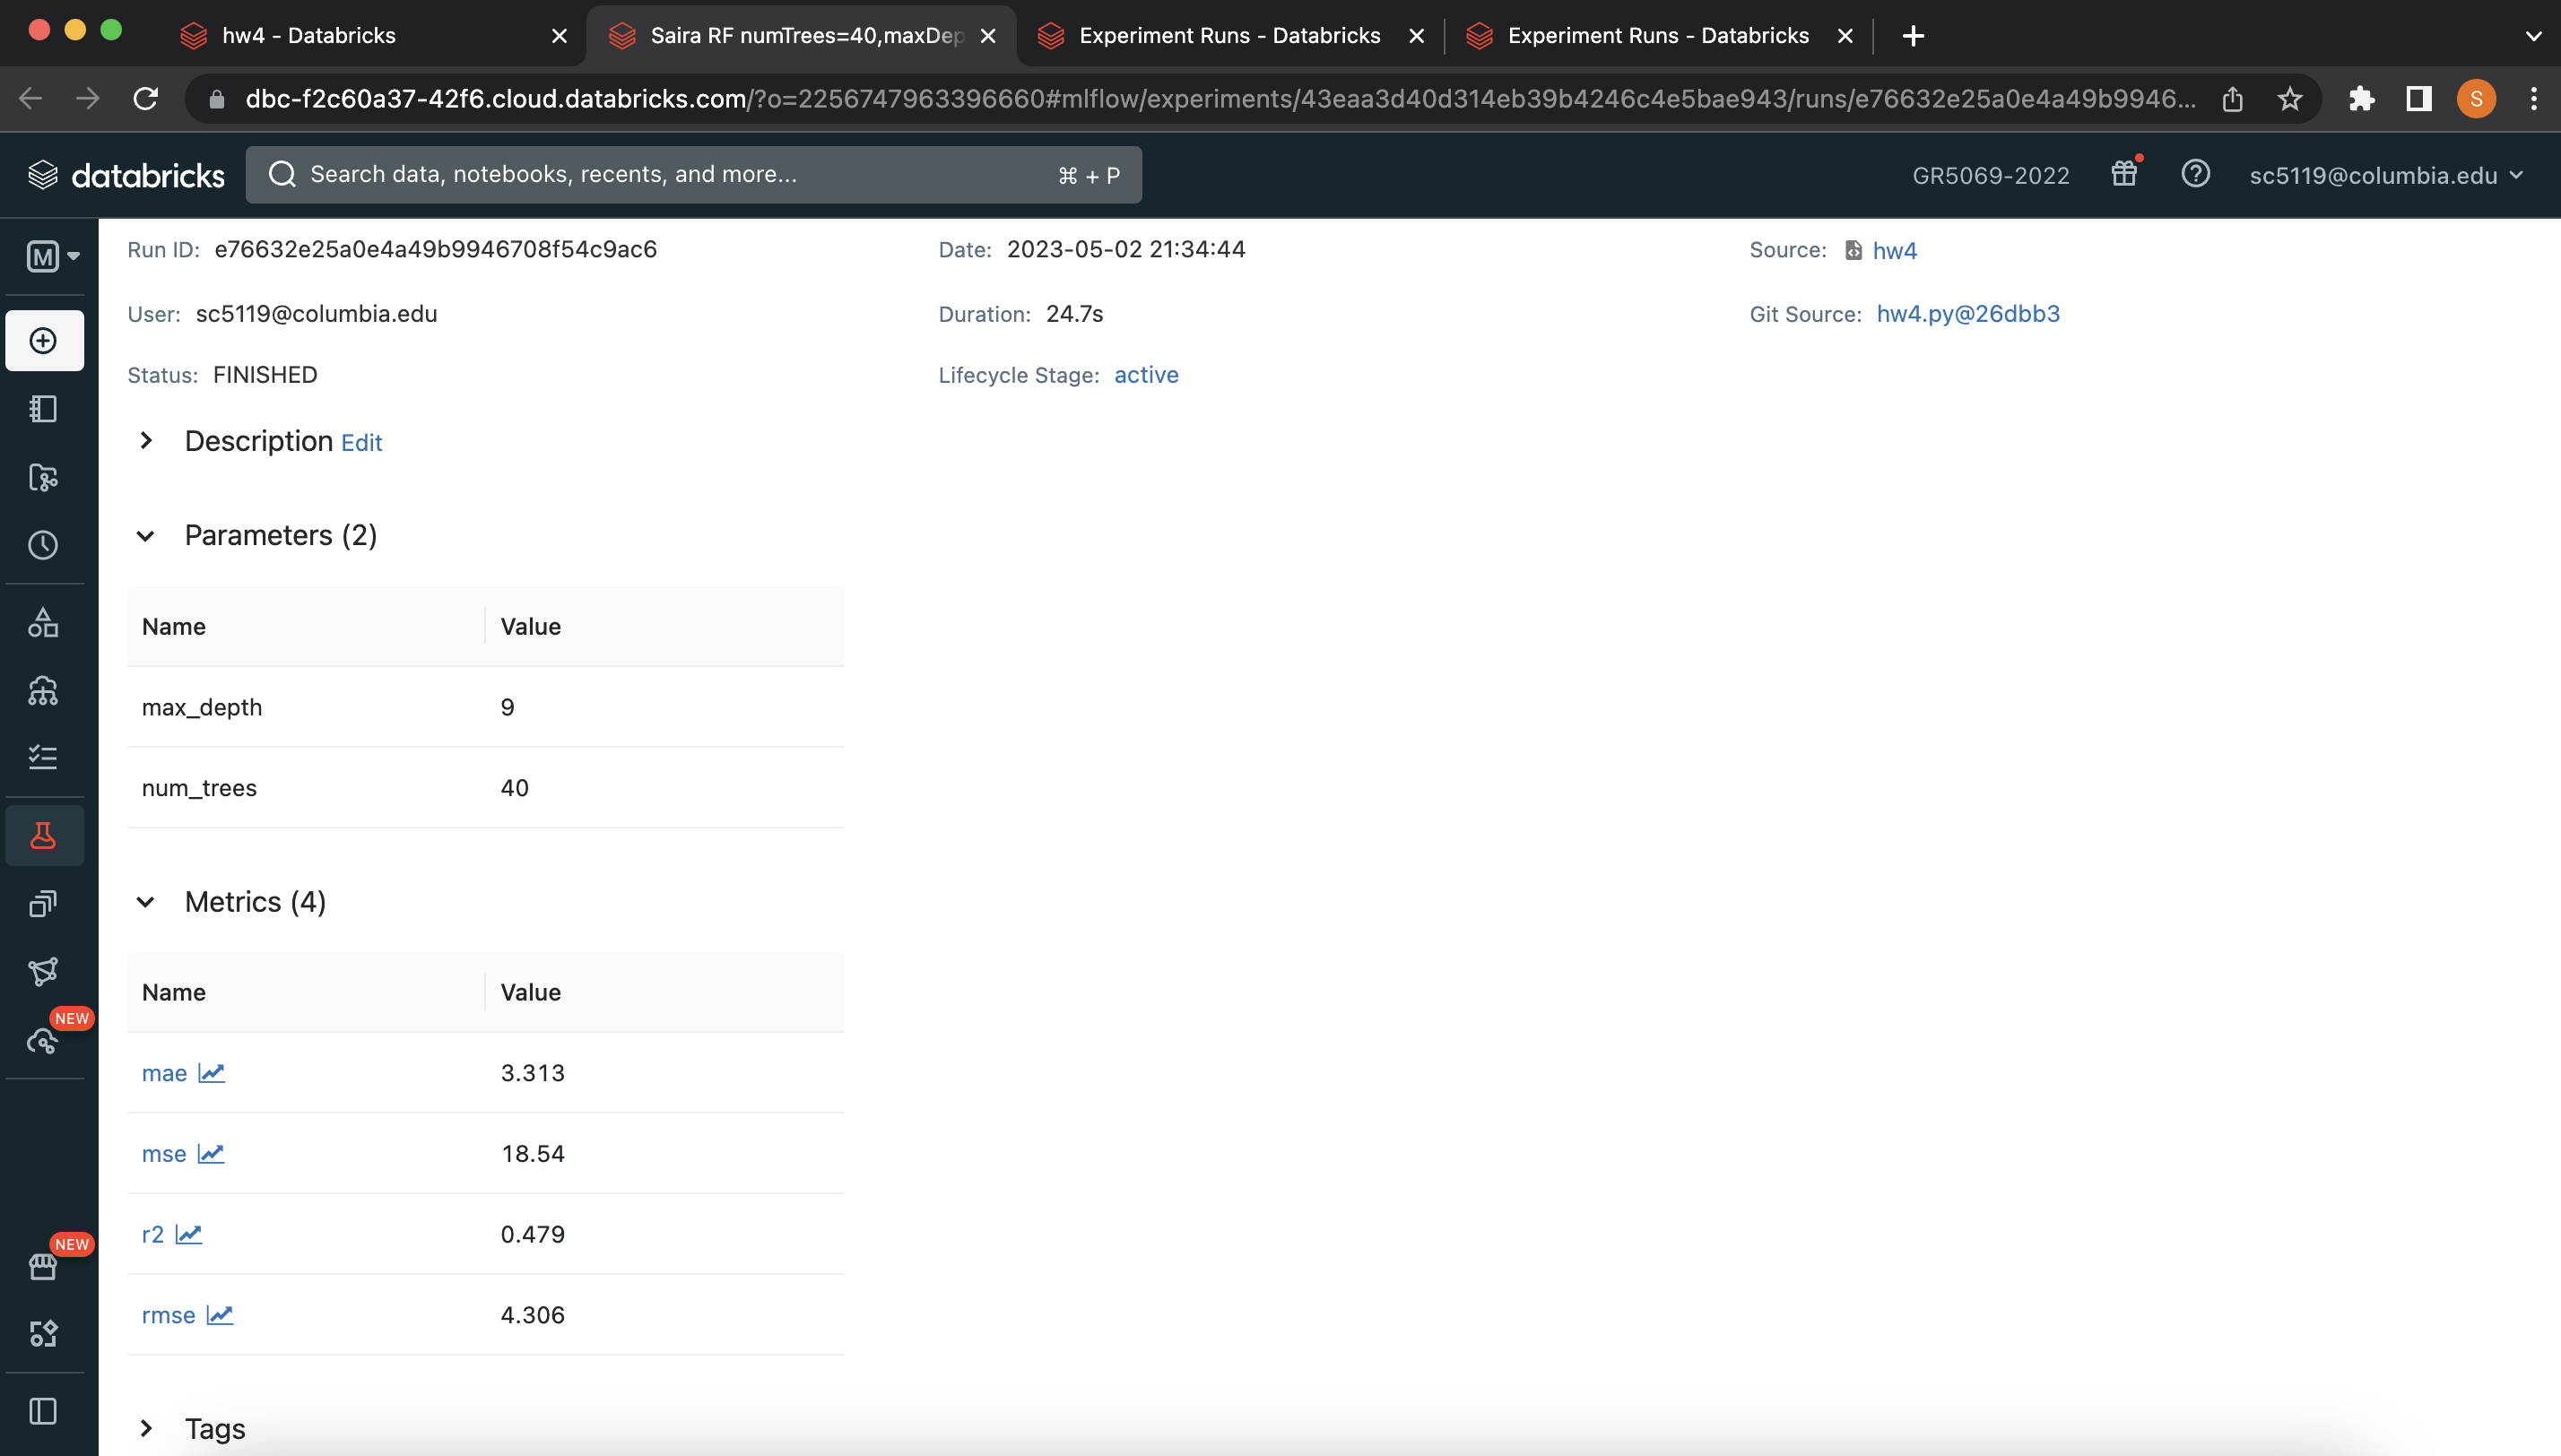 hw4 - Databricks
Saira RF numTrees=40,maxDep
Experiment Runs - Databricks
Experiment Runs - Databricks
dbc-f2c60a37-42f6.cloud.databricks.com/?o=2256747963396660#mlflow/experiments/43eaa3d40d314eb39b4246c4e5bae943/runs/e76632e25a0e4a49b9946...
S
databricks
Search data, notebooks, recents, and more...
⌘ + P
GR5069-2022
sc5119@columbia.edu
M
Run ID: e76632e25a0e4a49b9946708f54c9ac6
Date: 2023-05-02 21:34:44
Source: hw4
User: sc5119@columbia.edu
Duration: 24.7s
Git Source: hw4.py@26dbb3
Status: FINISHED
Lifecycle Stage: active
Description Edit
Parameters (2)
Name Value
max_depth 9
num_trees 40
Metrics (4)
Name Value
NEW
mae 3.313
mse 18.54
r2 0.479
NEW
rmse 4.306
Tags